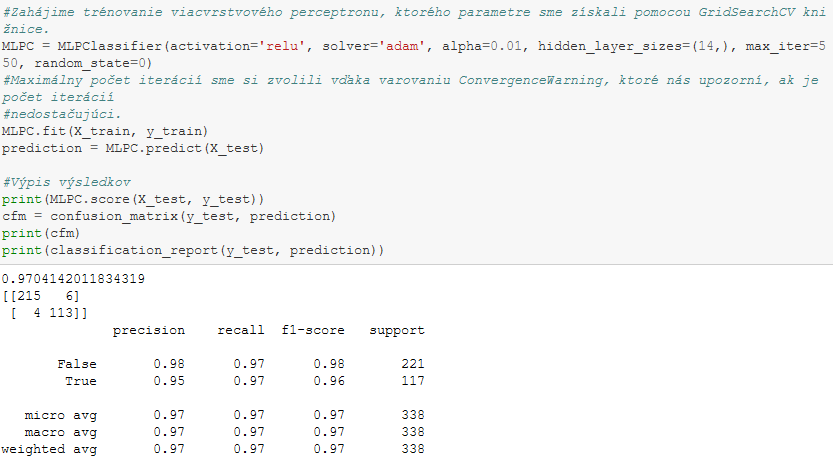 #Zahájime trénovanie viacvrstvového perceptronu, ktorého parametre sme získali pomocou GridSearchCV kni
žnice.
MLPC = MLPClassifier(activation='relu', solver='adam', alpha=0.01, hidden_layer_sizes=(14,), max_iter=5
50, random_state=0)
#Maximálny počet iterácií sme si zvolili vďaka varovaniu ConvergenceWarning, ktoré nás upozorní, ak je
počet iterácií
#nedostačujúci.
MLPC.fit(X_train, y_train)
prediction = MLPC.predict(X_test)

#Výpis výsledkov
print(MLPC.score(X_test, y_test))
cfm = confusion_matrix(y_test, prediction)
print(cfm)
print(classification_report(y_test, prediction))
0.9704142011834319
[[215   6]
 [  4 113]]
              precision    recall  f1-score   support

       False       0.98      0.97      0.98       221
        True       0.95      0.97      0.96       117

   micro avg       0.97      0.97      0.97       338
   macro avg       0.97      0.97      0.97       338
weighted avg       0.97      0.97      0.97       338